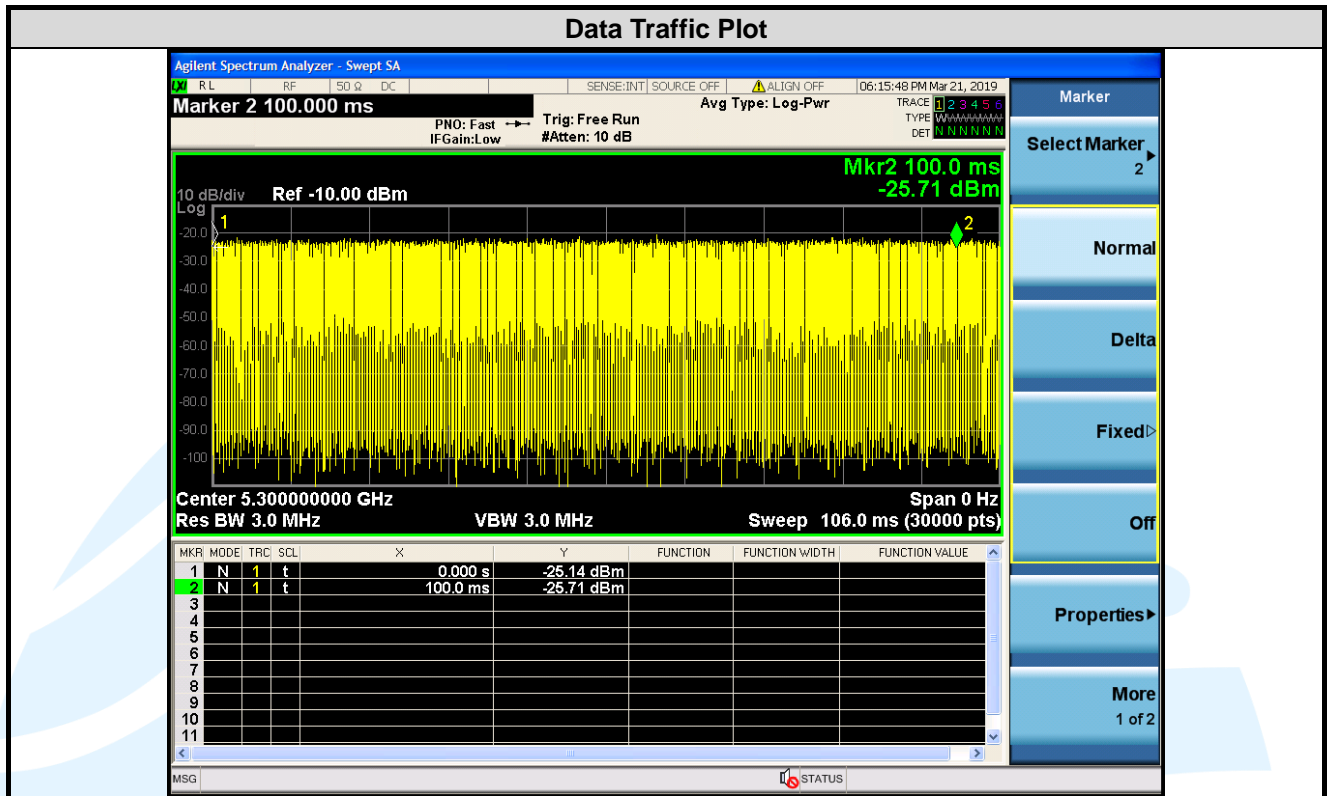 Data Traffic Plot
Agilent Spectrum Analyzer - Swept SA
LXI RL RF 50 Ω DC SENSE:INT SOURCE OFF ALIGN OFF 06:15:48 PM Mar 21, 2019
Marker 2 100.000 ms
PNO: Fast
IFGain:Low
Trig: Free Run
#Atten: 10 dB
Avg Type: Log-Pwr
TRACE 1 2 3 4 5 6
TYPE WWWWWW
DET N N N N N N
Mkr2 100.0 ms
-25.71 dBm
10 dB/div Ref -10.00 dBm
Log
1
2
-20.0
-30.0
-40.0
-50.0
-60.0
-70.0
-80.0
-90.0
-100
Center 5.300000000 GHz Span 0 Hz
Res BW 3.0 MHz VBW 3.0 MHz Sweep 106.0 ms (30000 pts)
MKR MODE TRC SCL X Y FUNCTION FUNCTION WIDTH FUNCTION VALUE
1 N 1 t 0.000 s -25.14 dBm
2 N 1 t 100.0 ms -25.71 dBm
3
4
5
6
7
8
9
10
11
MSG STATUS
Marker
Select Marker
2
Normal
Delta
Fixed
Off
Properties
More
1 of 2